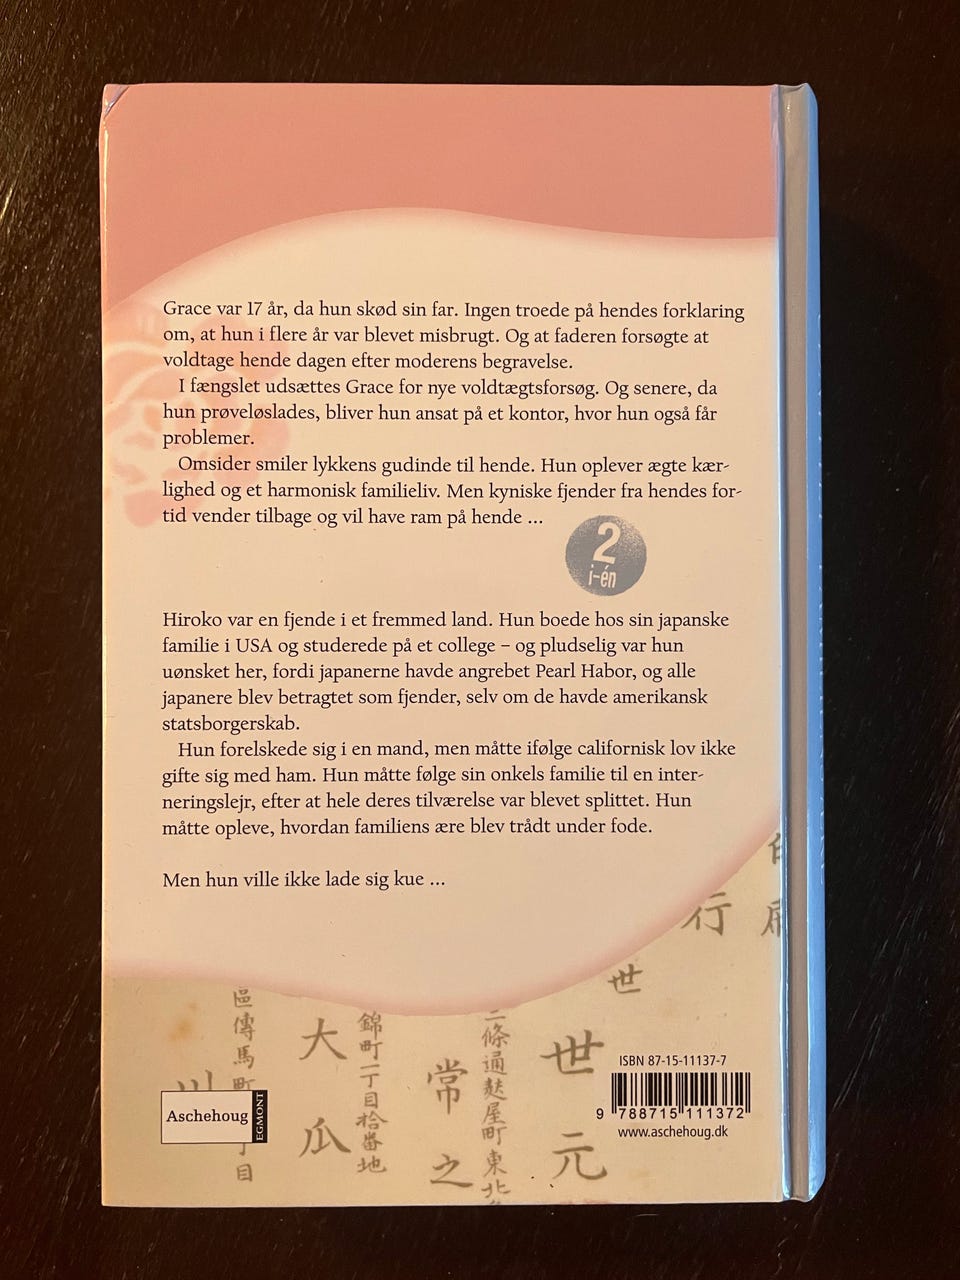 Grace var 17 år, da hun skød sin far. Ingen troede på hendes forklaring
om, at hun i flere år var blevet misbrugt. Og at faderen forsøgte at
voldtage hende dagen efter moderens begravelse.
I fængslet udsættes Grace for nye voldtægtsforsøg. Og senere, da
hun prøveløslades, bliver hun ansat på et kontor, hvor hun også får
problemer.
Omsider smiler lykkens gudinde til hende. Hun oplever ægte kær-
lighed og et harmonisk familieliv. Men kyniske fjender fra hendes for-
tid vender tilbage og vil have ram på hende ...
2
i-én
Hiroko var en fjende i et fremmed land. Hun boede hos sin japanske
familie i USA og studerede på et college – og pludselig var hun
uønsket her, fordi japanerne havde angrebet Pearl Habor, og alle
japanere blev betragtet som fjender, selv om de havde amerikansk
statsborgerskab.
Hun forelskede sig i en mand, men måtte ifølge californisk lov ikke
gifte sig med ham. Hun måtte følge sin onkels familie til en inter-
neringslejr, efter at hele deres tilværelse var blevet splittet. Hun
måtte opleve, hvordan familiens ære blev trådt under fode.
Men hun ville ikke lade sig kue ...
行
世
世元
二條通麩屋町東北
常之
錦町一丁目拾番地
大瓜
區傳馬町
目
Aschehoug
EGMONT
ISBN 87-15-11137-7
9 788715 111372
www.aschehoug.dk